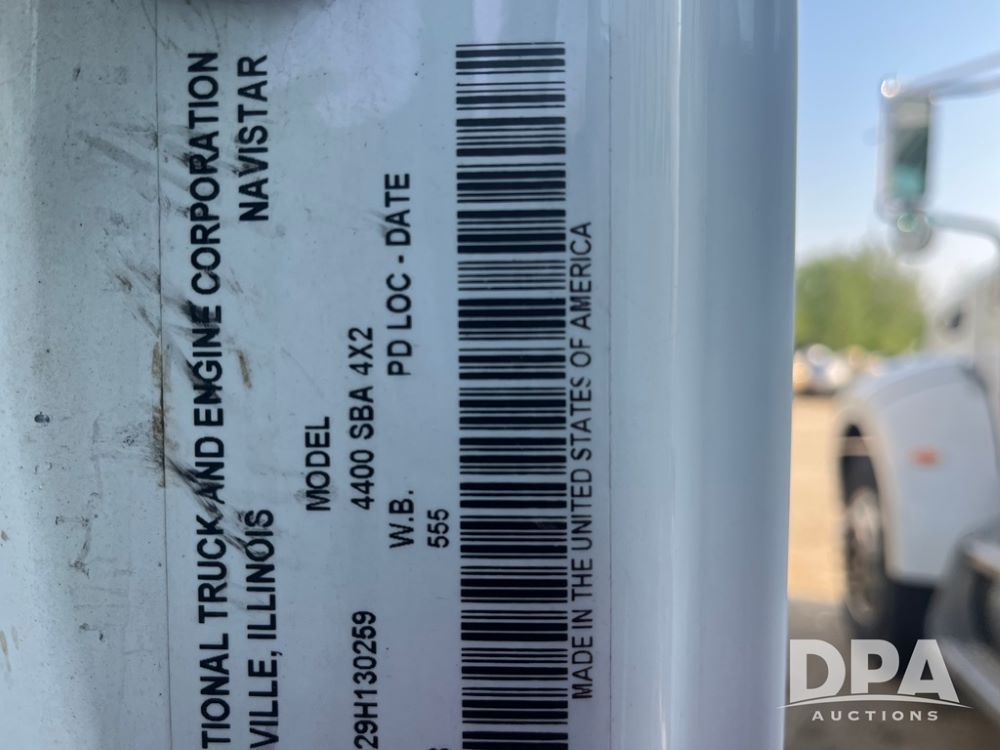 TIONAL TRUCK AND ENGINE CORPORATION
VILLE, ILLINOIS NAVISTAR
MODEL
29H130259 4400 SBA 4X2
W.B. PD LOC - DATE
555
MADE IN THE UNITED STATES OF AMERICA
DPA
AUCTIONS